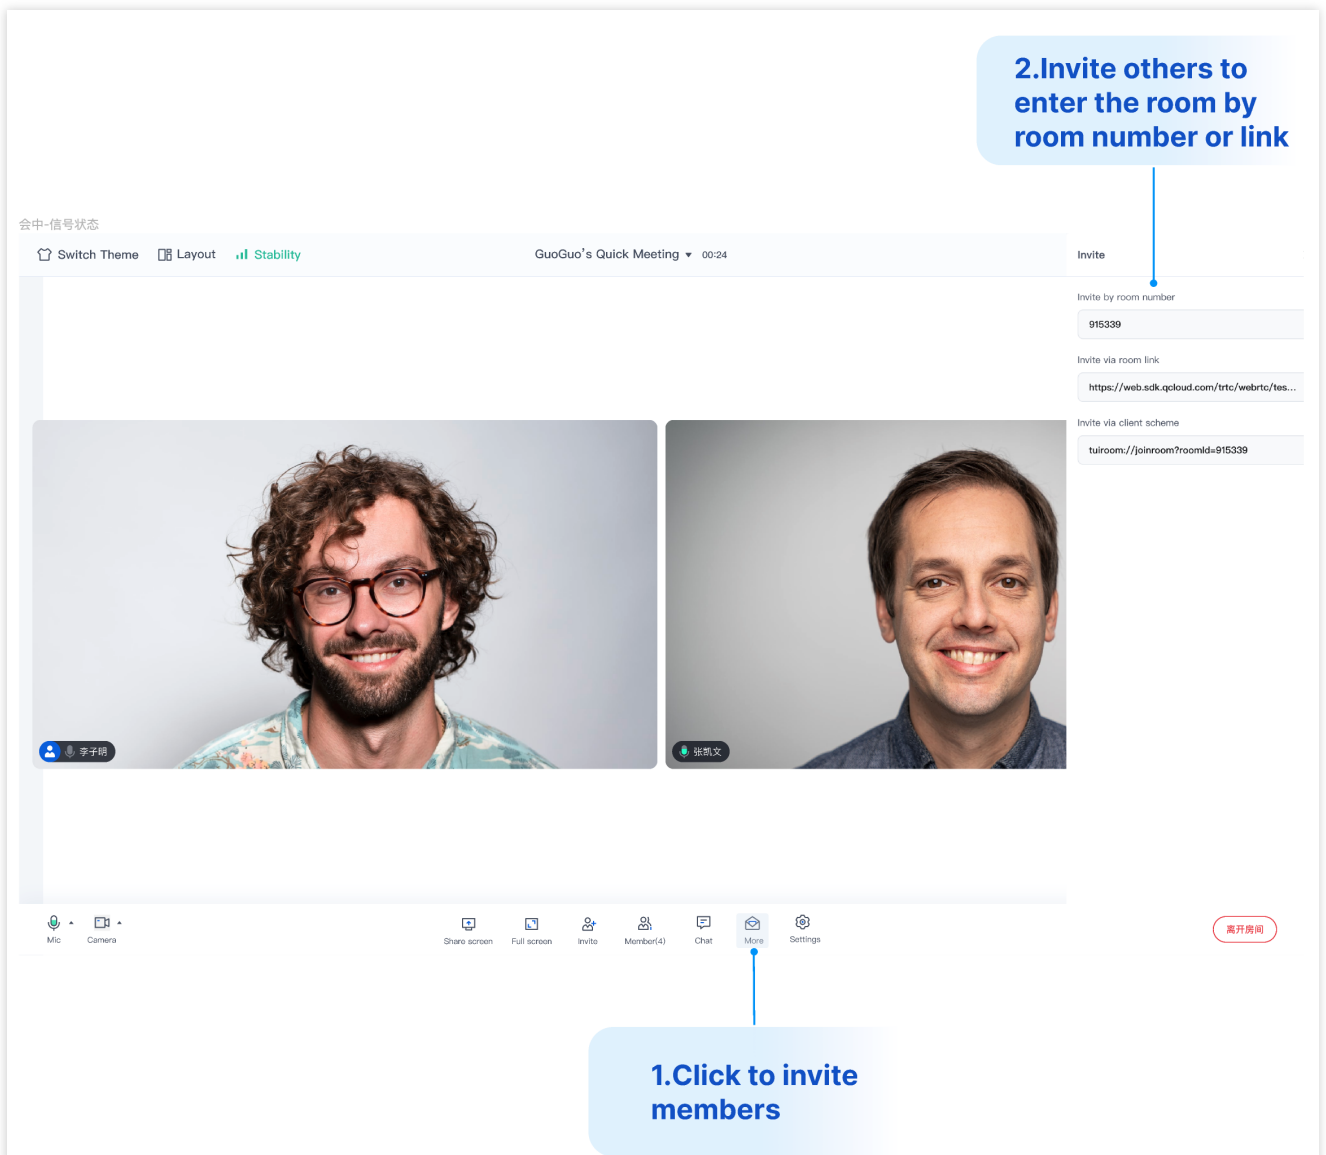 2.Invite others to
enter the room by
room number or link
会中-信号状态
Switch Theme Layout Stability GuoGuo's Quick Meeting 00:24 Invite
Invite by room number
915339
Invite via room link
https://web.sdk.qcloud.com/trtc/webrtc/tes...
Invite via client scheme
tuiroom://joinroom?roomId=915339
李子明 张凯文
Mic Camera Share screen Full screen Invite Member(4) Chat More Settings 离开房间
1.Click to invite
members